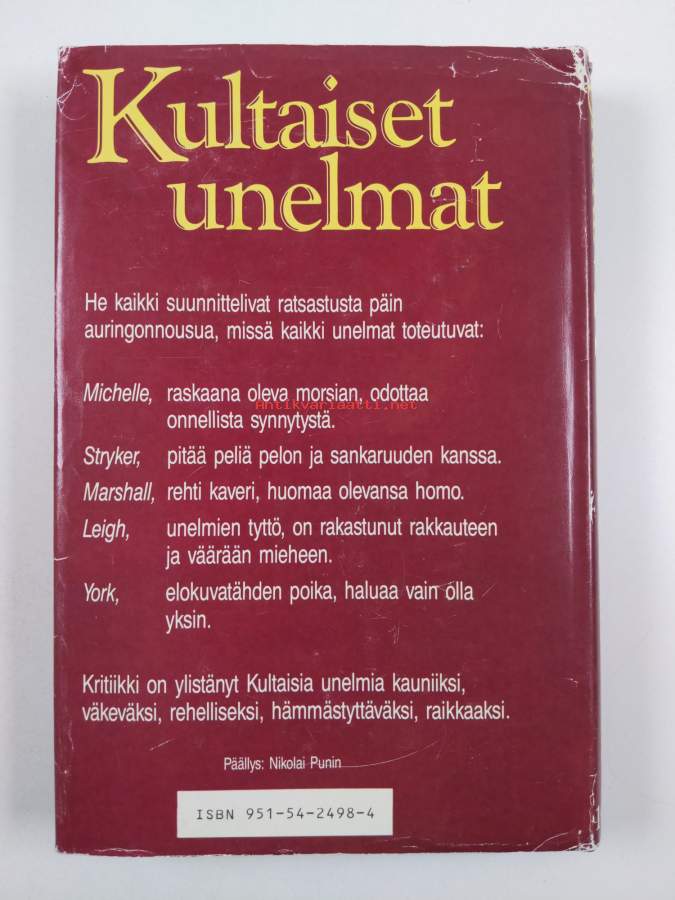 Kultaiset
unelmat
He kaikki suunnittelivat ratsastusta päin
auringonnousua, missä kaikki unelmat toteutuvat:
Michelle, raskaana oleva morsian, odottaa
Antikvariaatti.net
onnellista synnytystä.
Stryker, pitää peliä pelon ja sankaruuden kanssa.
Marshall, rehti kaveri, huomaa olevansa homo.
Leigh, unelmien tyttö, on rakastunut rakkauteen
ja väärään mieheen.
York, elokuvatähden poika, haluaa vain olla
yksin.
Kritiikki on ylistänyt Kultaisia unelmia kauniiksi,
väkeväksi, rehelliseksi, hämmästyttäväksi, raikkaaksi.
Päällys: Nikolai Punin
ISBN 951-54-2498-4